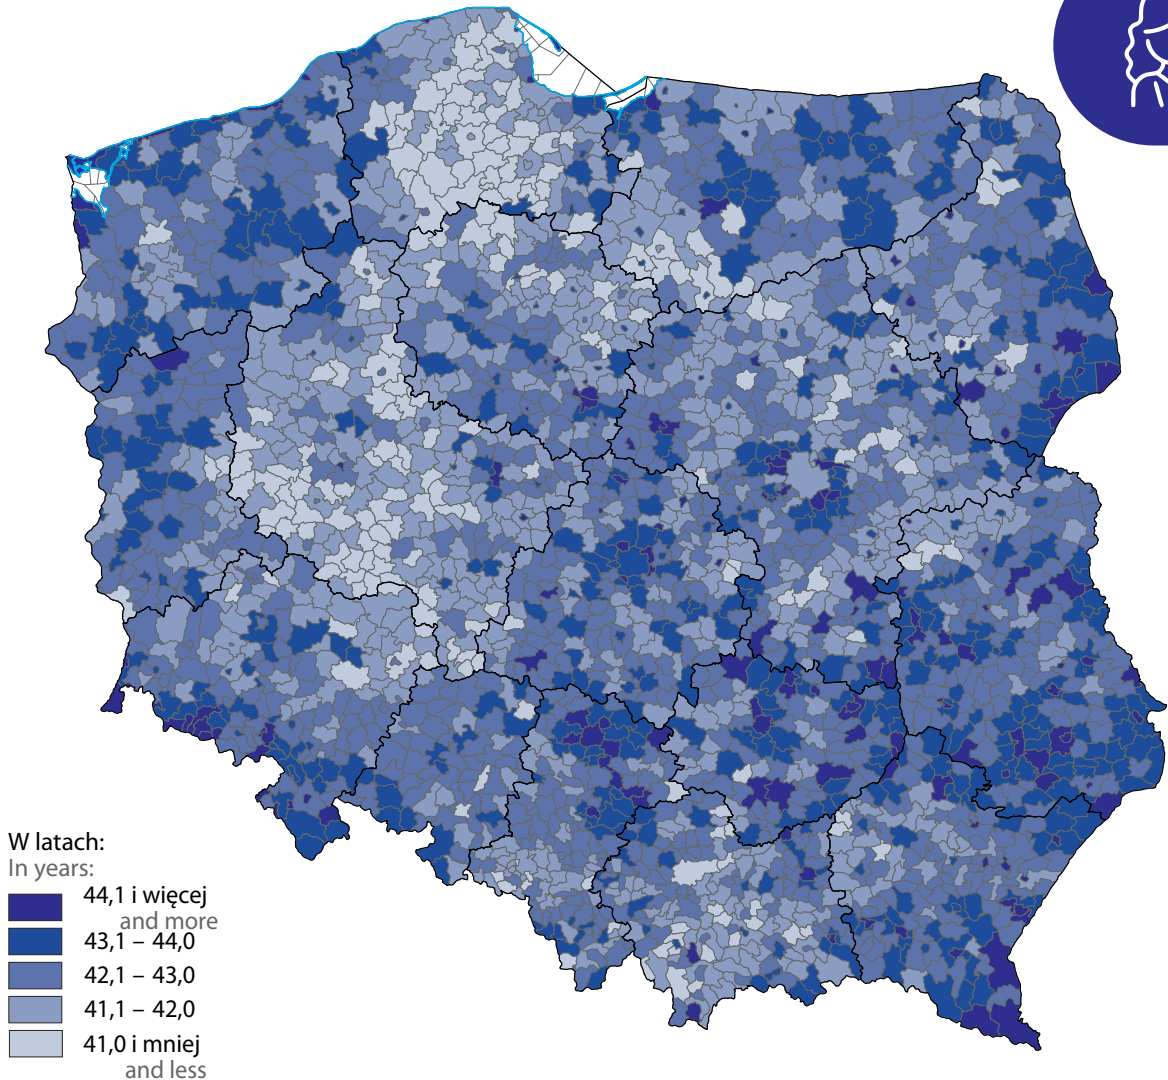 W latach:
In years:
44,1 i więcej
and more
43,1 – 44,0
42,1 – 43,0
41,1 – 42,0
41,0 i mniej
and less